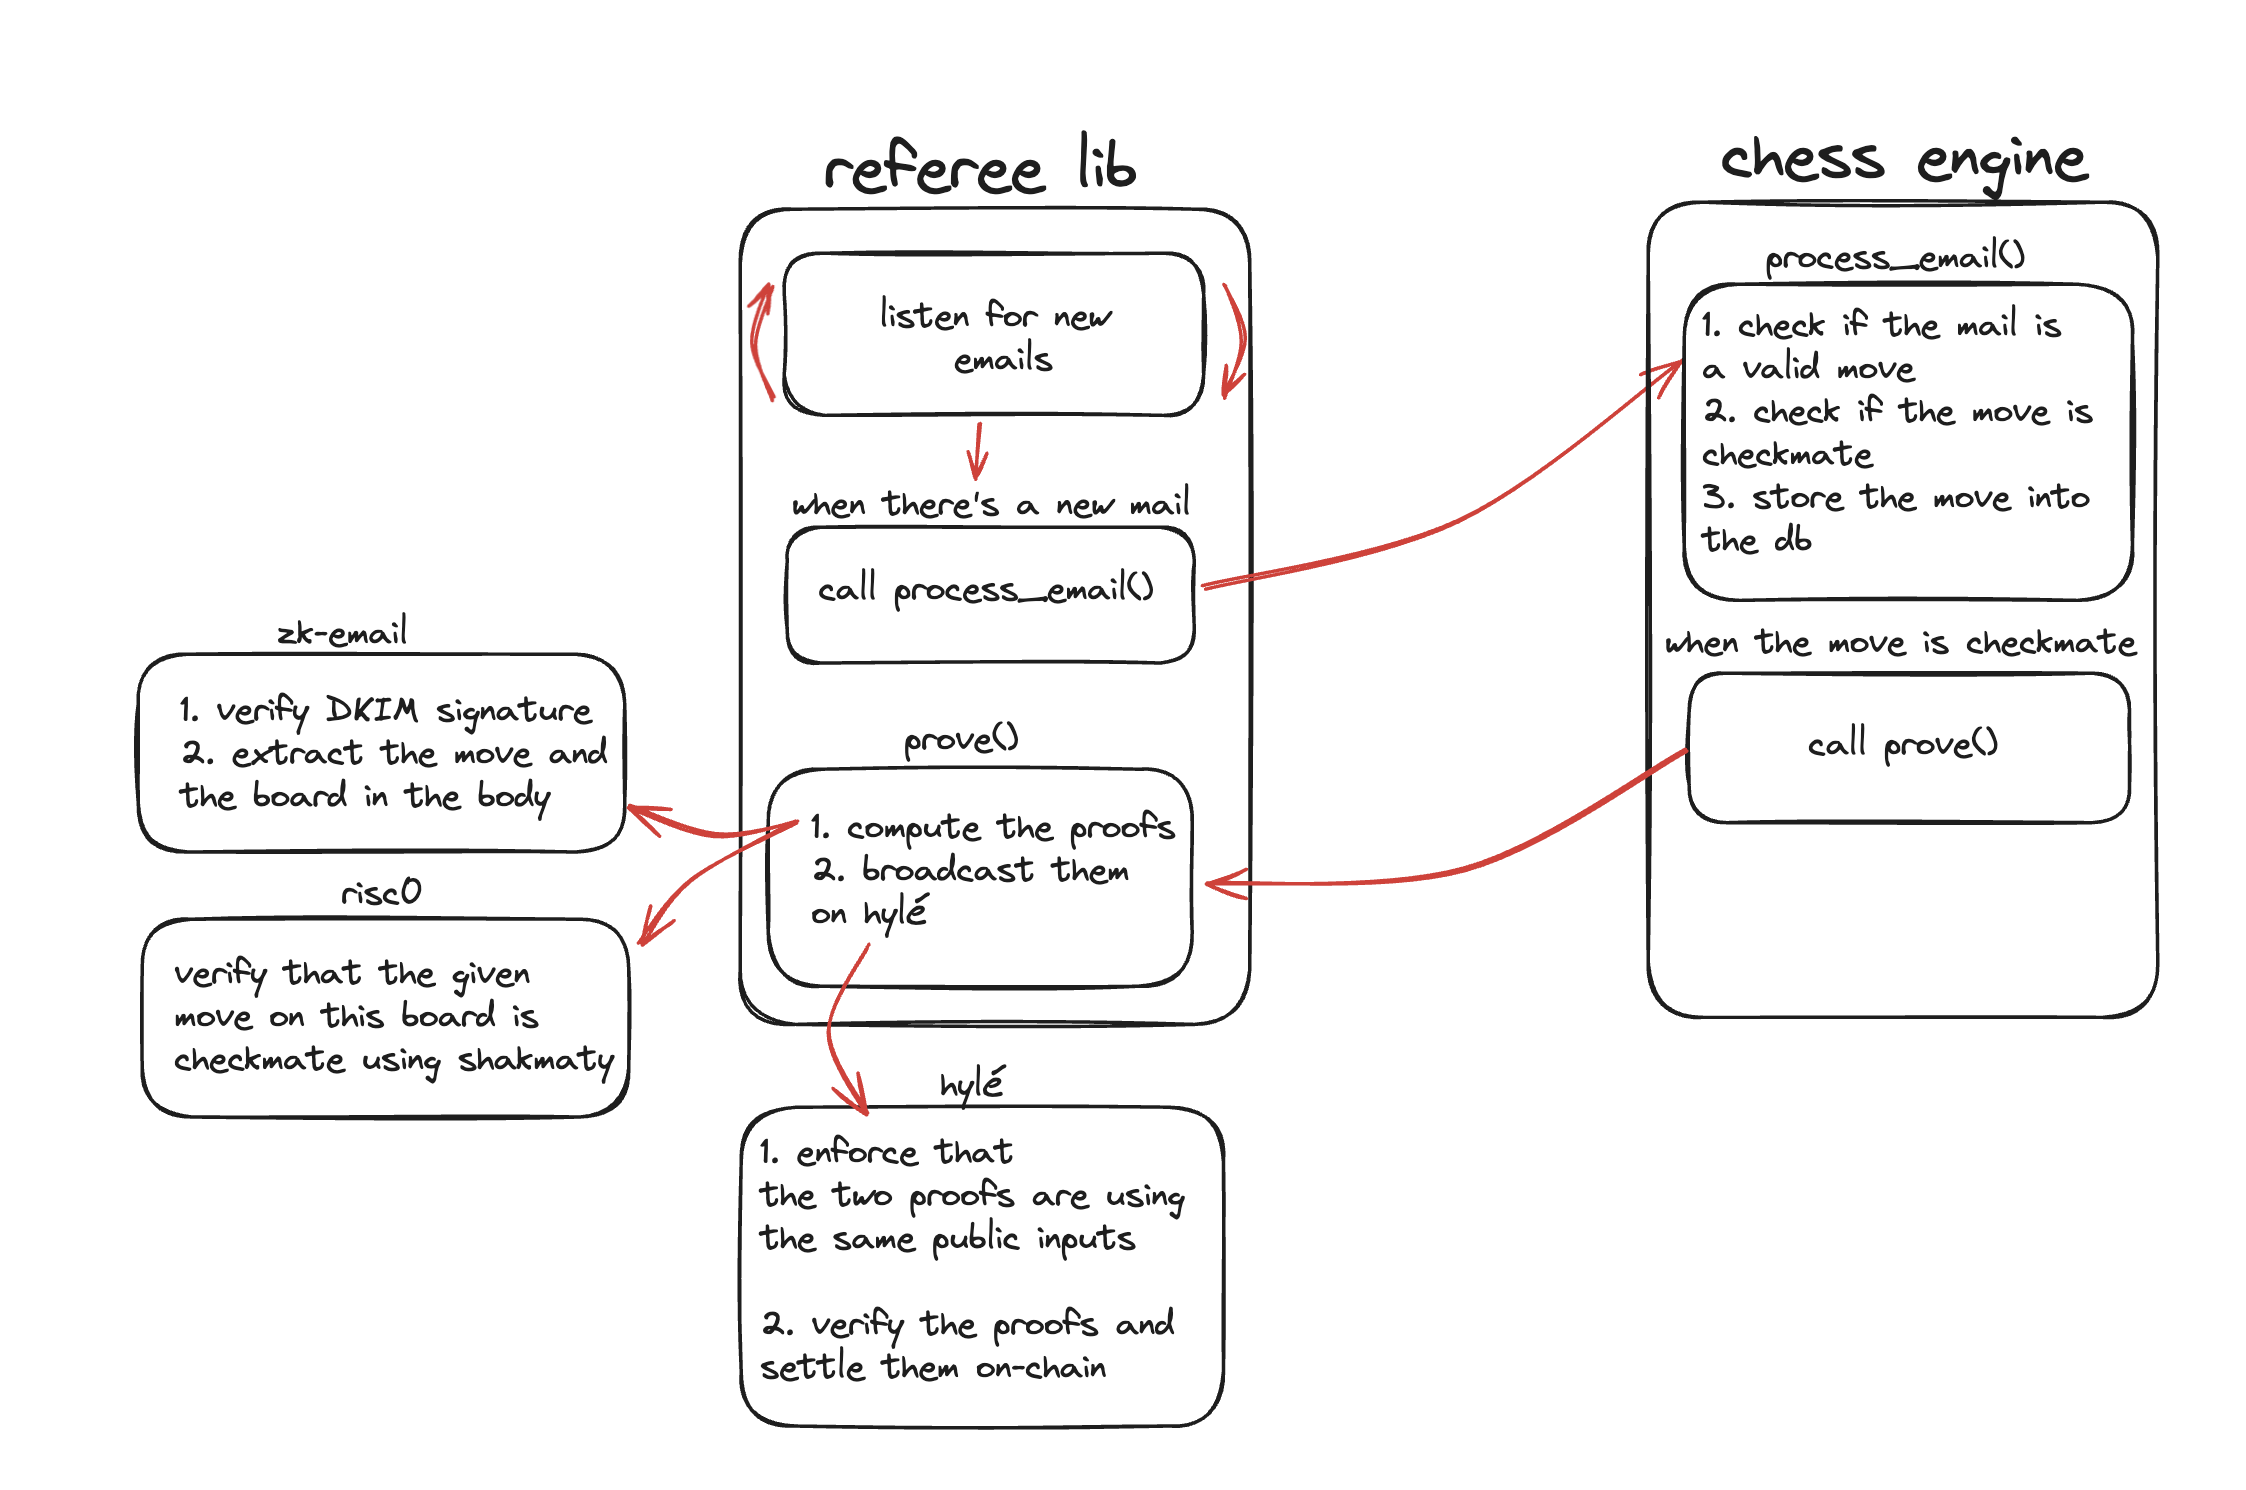 referee lib
listen for new
emails
when there's a new mail
call process_email()
prove()
1. compute the proofs
2. broadcast them
on hylé
chess engine
process_email()
1. check if the mail is
a valid move
2. check if the move is
checkmate
3. store the move into
the db
when the move is checkmate
call prove()
zk-email
1. verify DKIM signature
2. extract the move and
the board in the body
risc0
verify that the given
move on this board is
checkmate using shakmaty
hylé
1. enforce that
the two proofs are using
the same public inputs
2. verify the proofs and
settle them on-chain